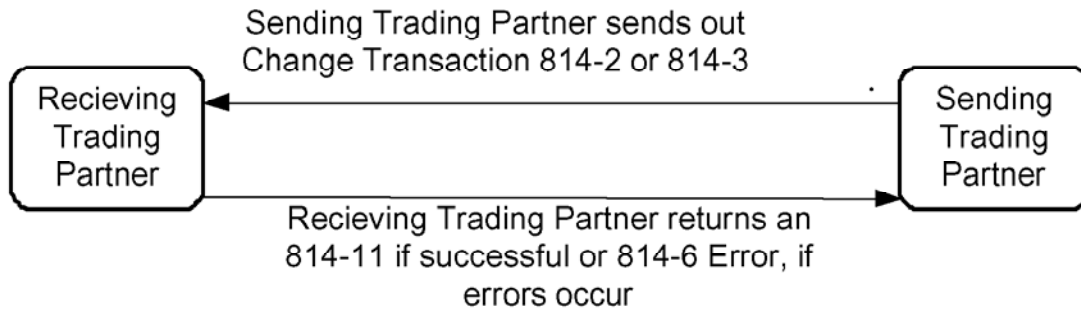 Sending Trading Partner sends out
Change Transaction 814-2 or 814-3
Recieving
Trading
Partner
Sending
Trading
Partner
Recieving Trading Partner returns an
814-11 if successful or 814-6 Error, if
errors occur